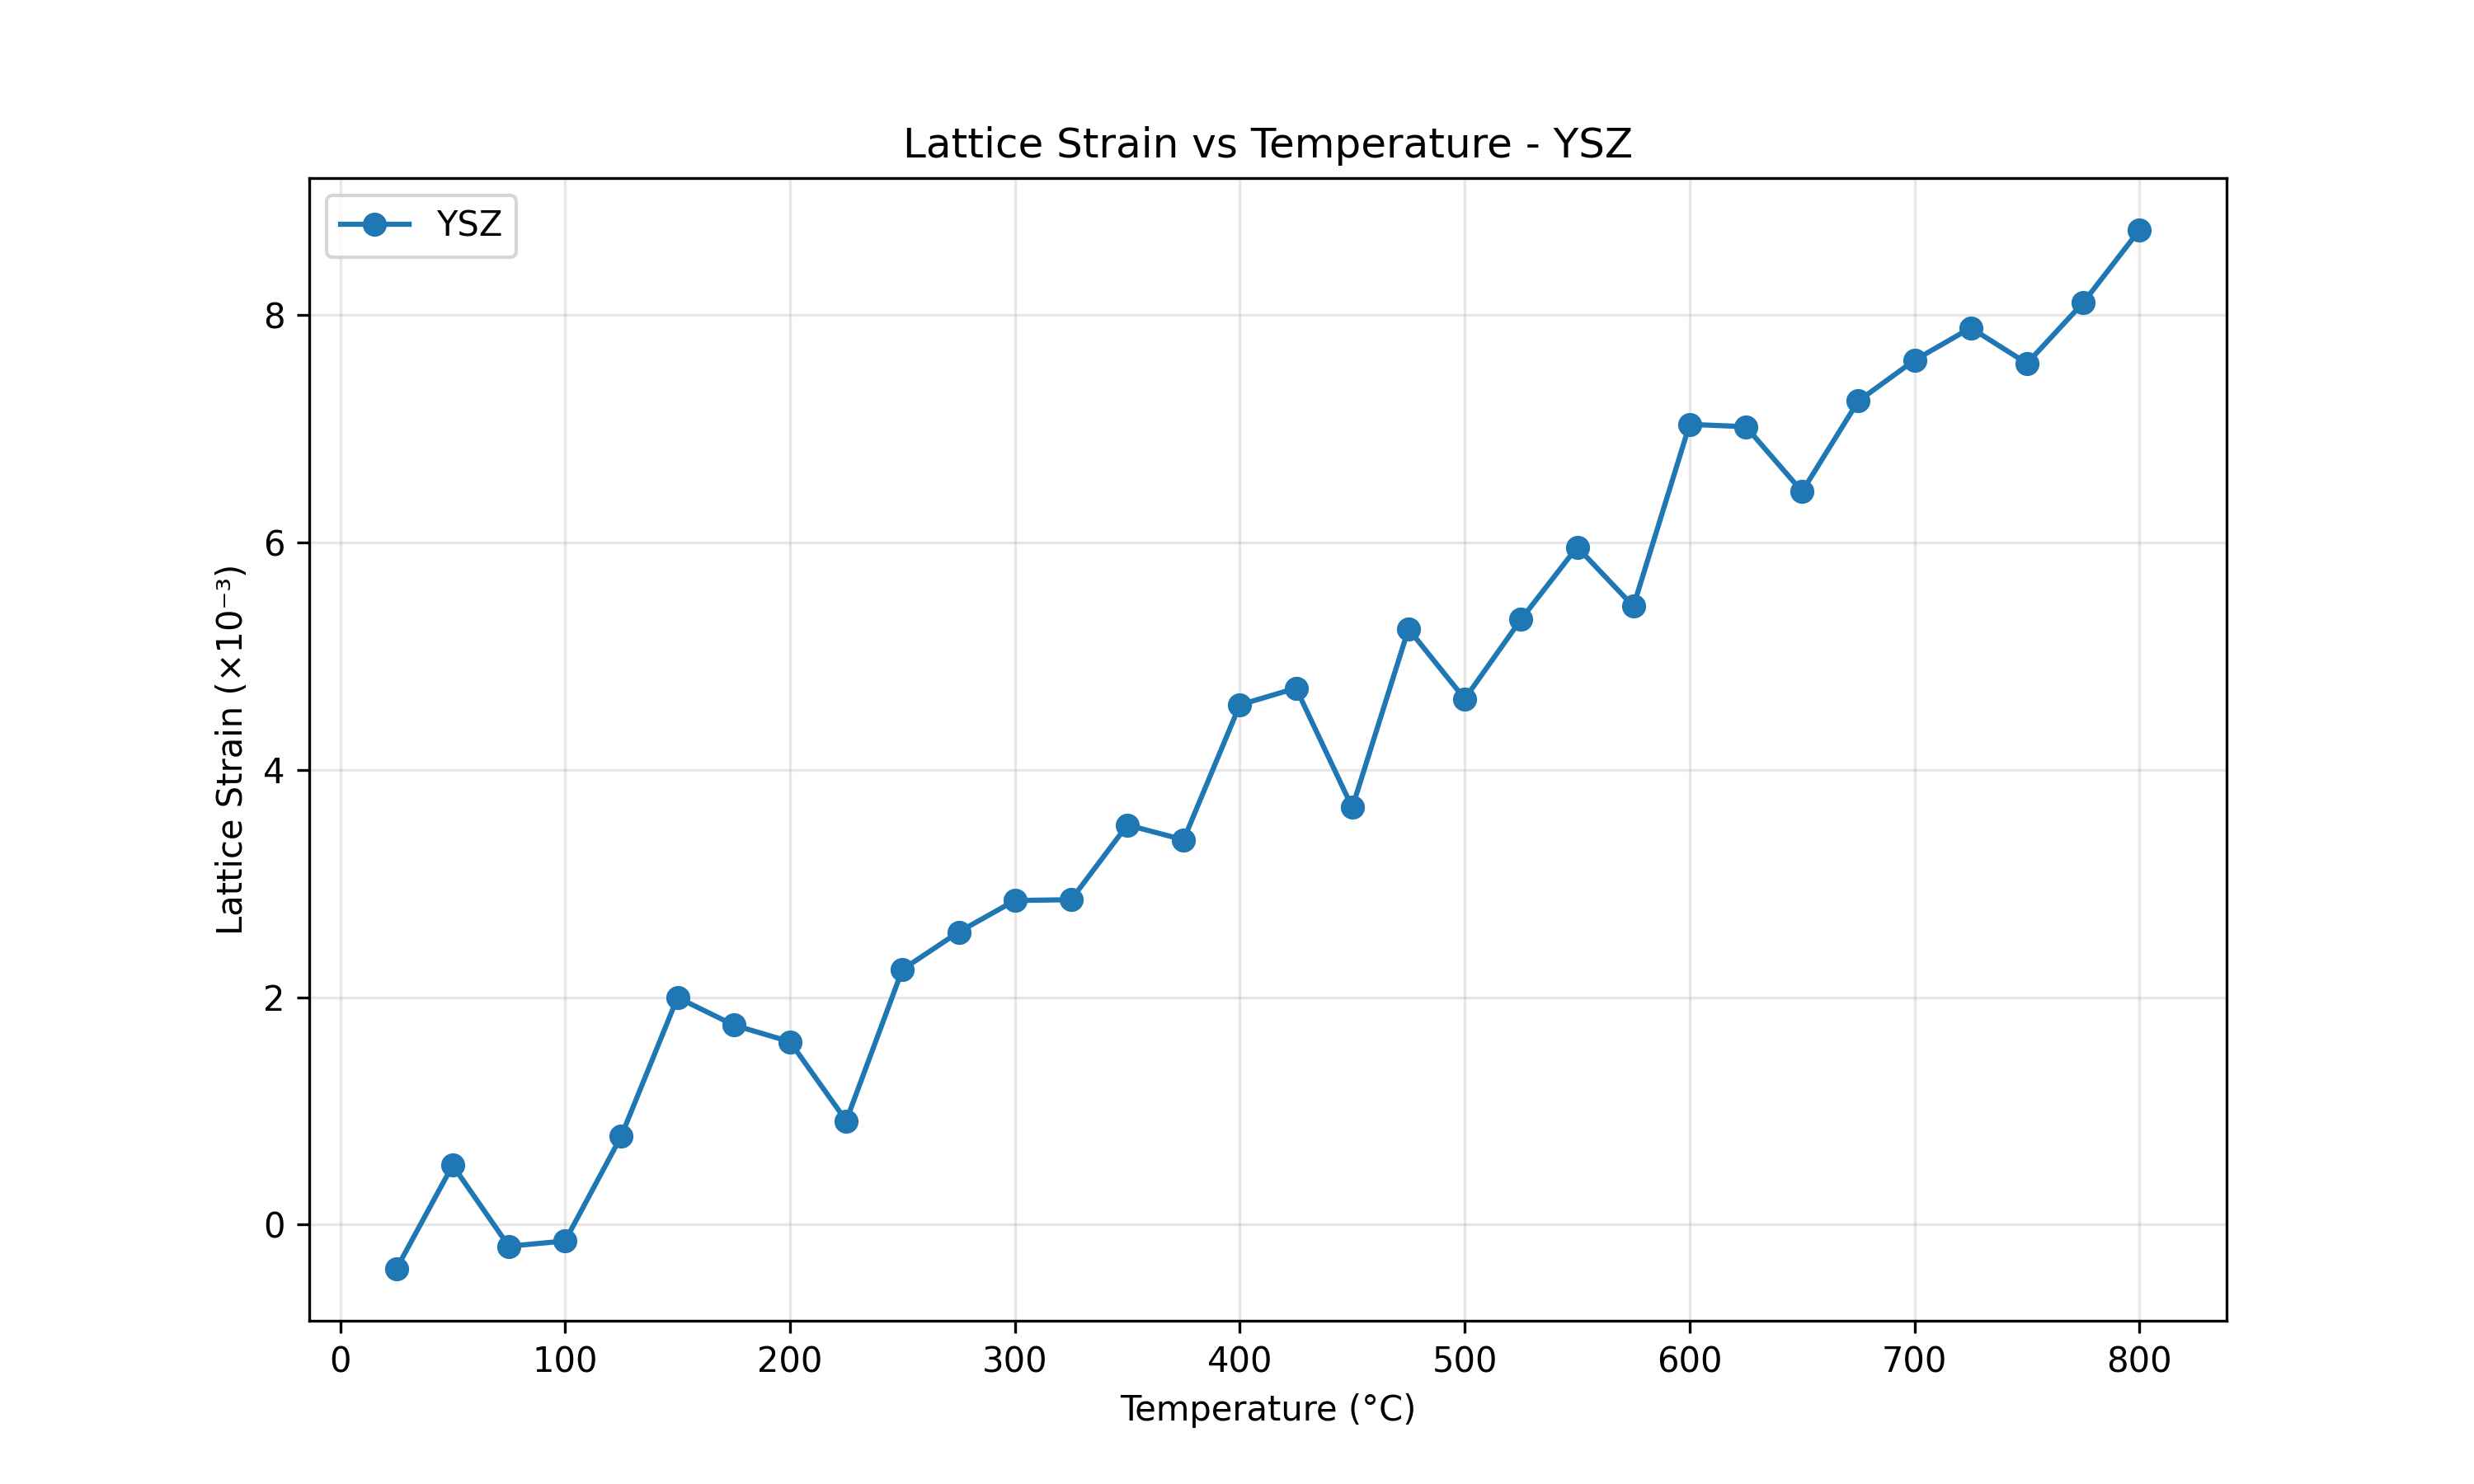 Lattice Strain vs Temperature - YSZ
YSZ
Lattice Strain (×10⁻³)
8
6
4
2
0
0 100 200 300 400 500 600 700 800
Temperature (°C)